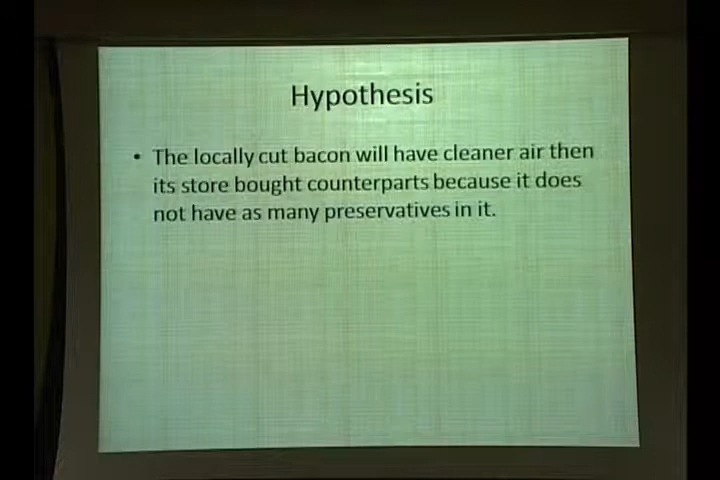 Hypothesis
• The locally cut bacon will have cleaner air then
its store bought counterparts because it does
not have as many preservatives in it.